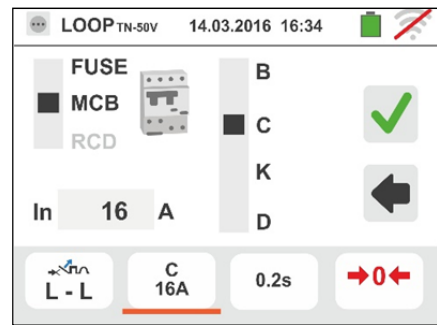 LOOP TN-50V 14.03.2016 16:34
FUSE
MCB
RCD
B
C
K
D
In 16 A
L - L
C
16A
0.2s
→0←